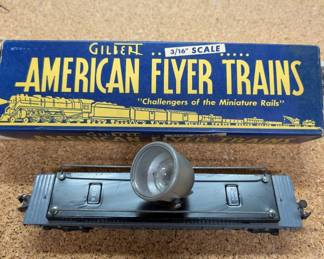 GILBERT 3/16" SCALE
AMERICAN FLYER TRAINS
"Challengers of the Miniature Rails"